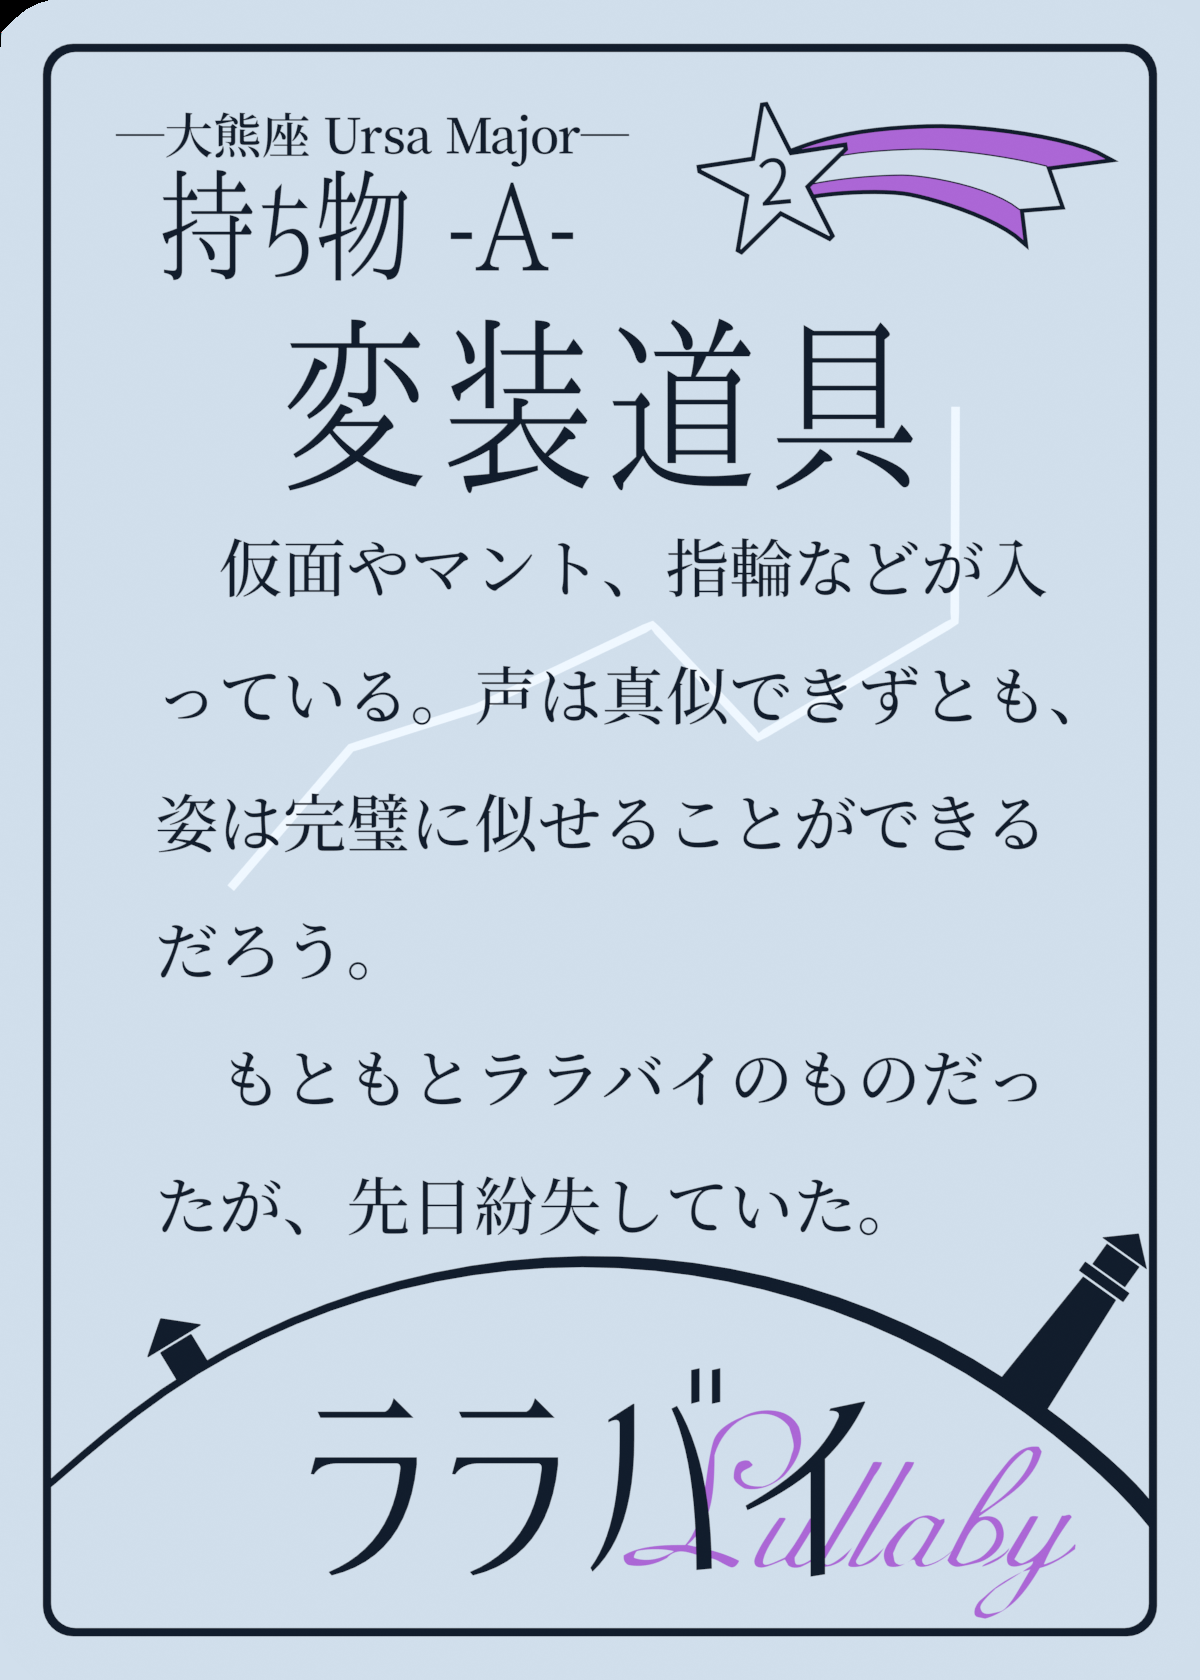 ―大熊座 Ursa Major―
2
持ち物 -A-
変装道具
仮面やマント、指輪などが入
っている。声は真似できずとも、
姿は完璧に似せることができる
だろう。
もともとララバイのものだっ
たが、先日紛失していた。
ララバイ
Lullaby